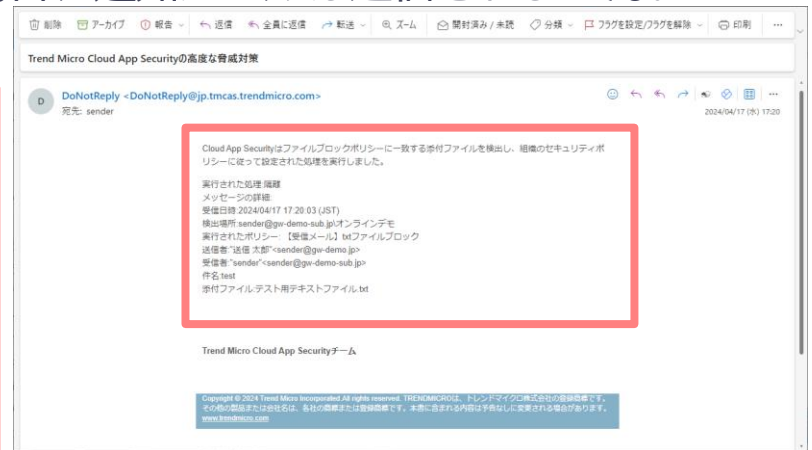 削除 アーカイブ 報告 返信 全員に返信 転送 ズーム 開封済み / 未読 分類 フラグを設定/フラグを解除 印刷 …
Trend Micro Cloud App Securityの高度な脅威対策
D
DoNotReply <DoNotReply@jp.tmcas.trendmicro.com>
宛先: sender
2024/04/17 (水) 17:20
Cloud App Securityはファイルブロックポリシーに一致する添付ファイルを検出し、組織のセキュリティポ
リシーに従って設定された処理を実行しました。
実行された処理:隔離
メッセージの詳細:
受信日時:2024/04/17 17:20:03 (JST)
検出場所:sender@gw-demo-sub.jp\オンラインデモ
実行されたポリシー: 【受信メール】txtファイルブロック
送信者:"送信 太郎"<sender@gw-demo.jp>
受信者:"sender"<sender@gw-demo-sub.jp>
件名:test
添付ファイル:テスト用テキストファイル.txt
Trend Micro Cloud App Securityチーム
Copyright © 2024 Trend Micro Incorporated.All rights reserved. TRENDMICROは、トレンドマイクロ株式会社の登録商標です。
その他の製品または会社名は、各社の商標または登録商標です。本書に含まれる内容は予告なしに変更される場合があります。
www.trendmicro.com